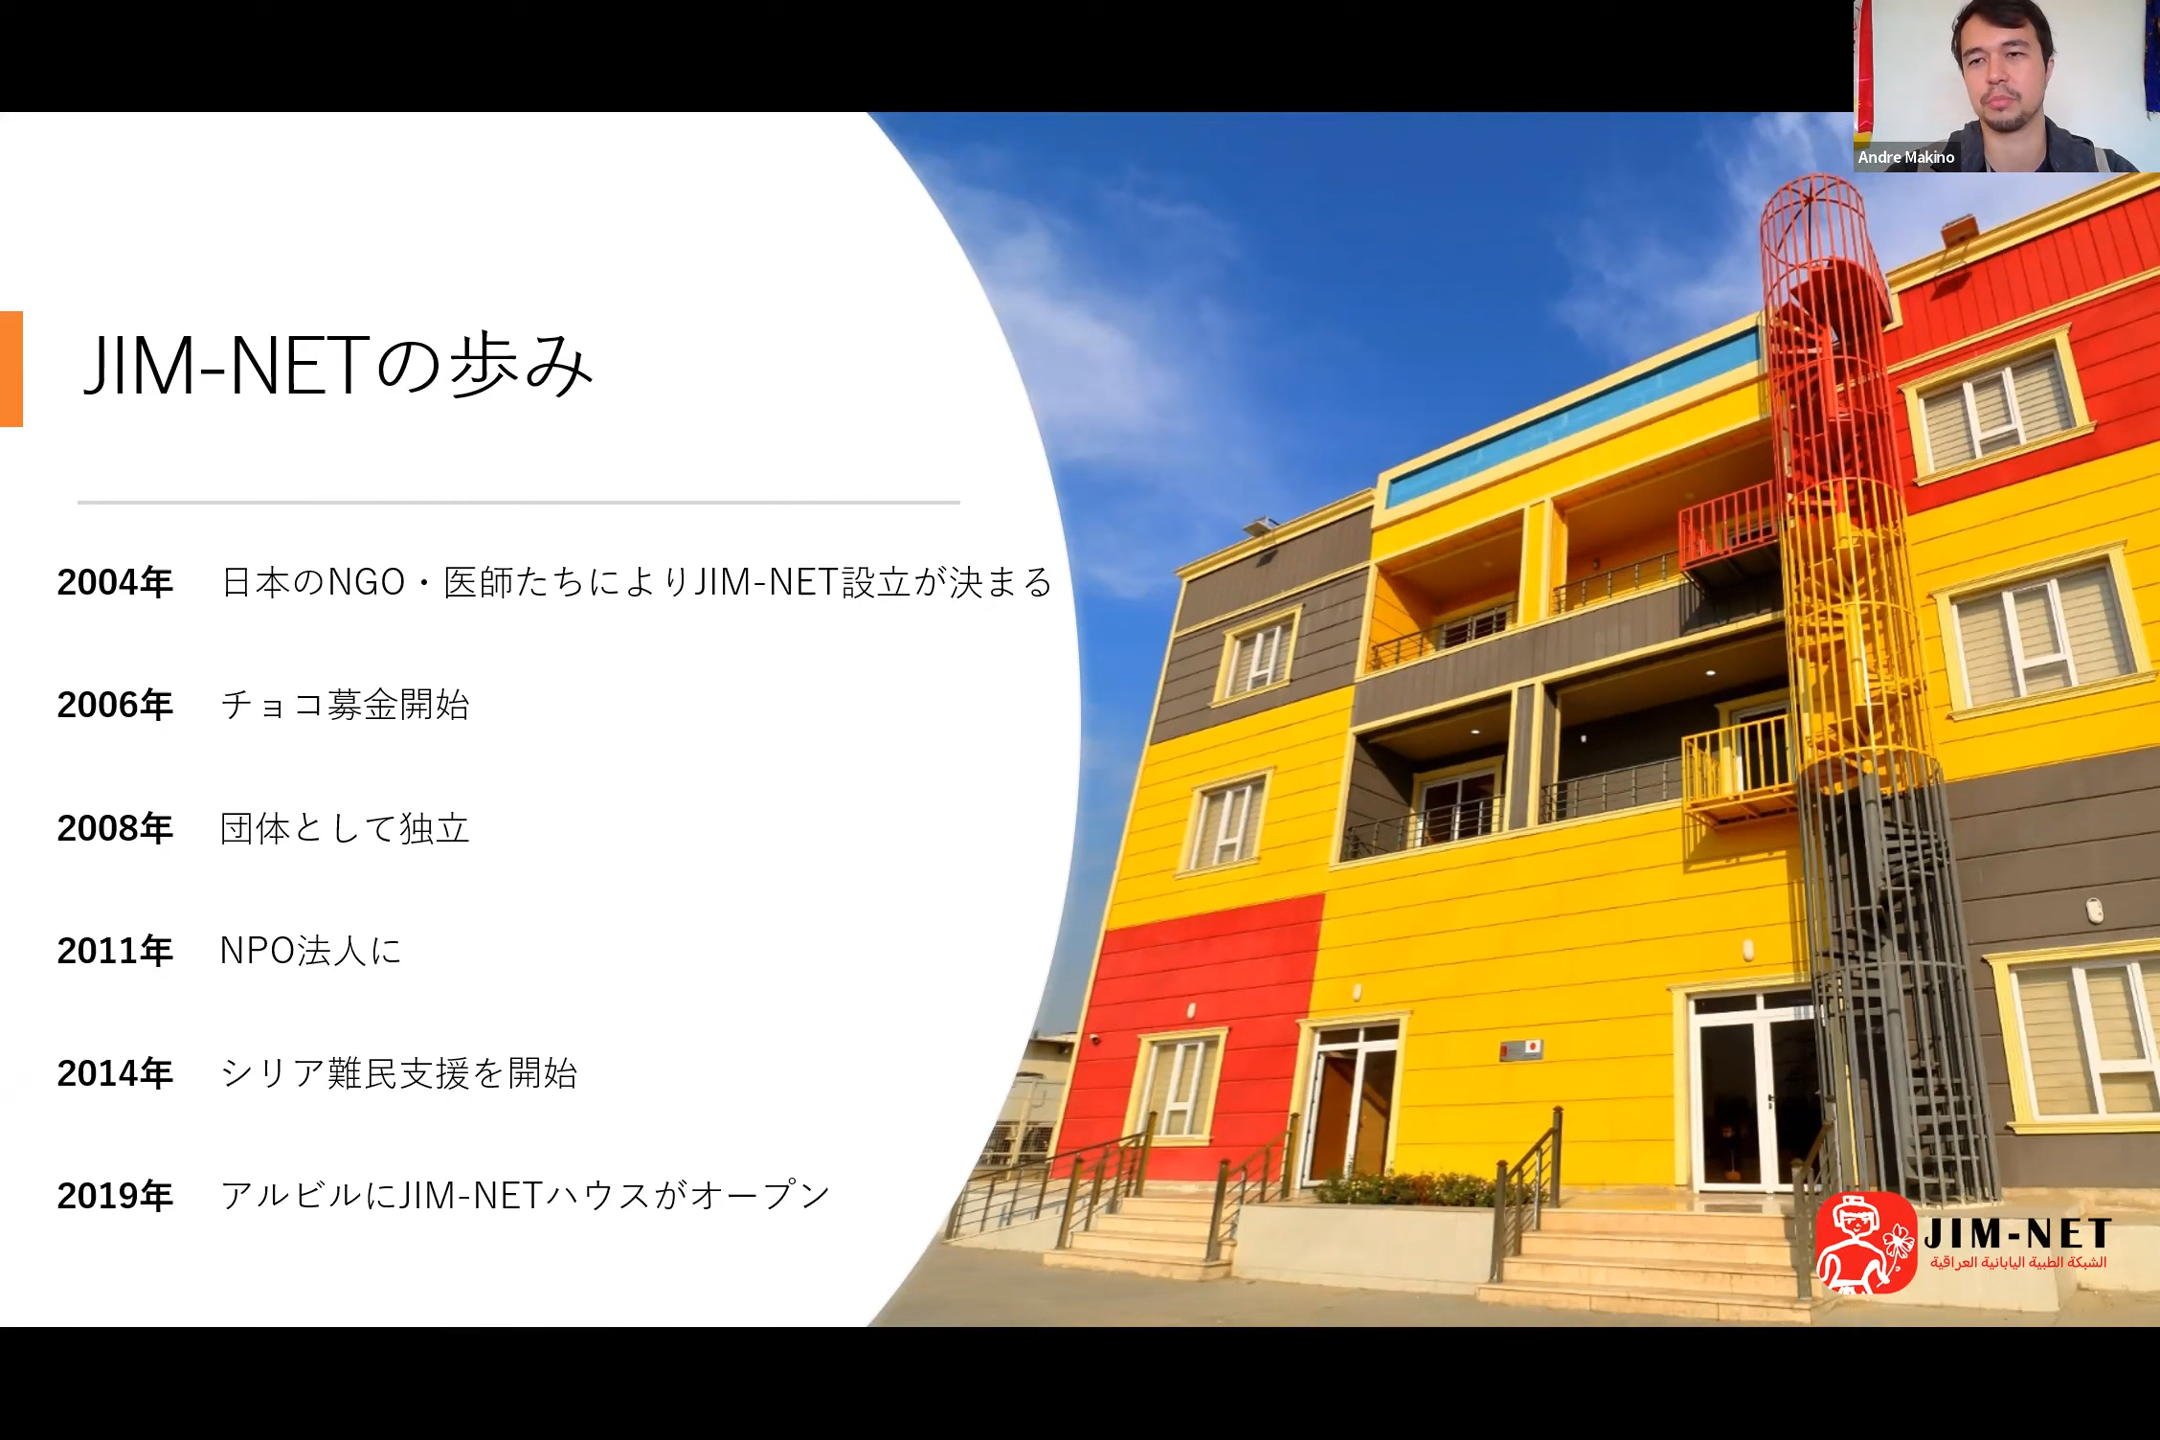 Andre Makino
JIM-NETの歩み
2004年 日本のNGO・医師たちによりJIM-NET設立が決まる
2006年 チョコ募金開始
2008年 団体として独立
2011年 NPO法人に
2014年 シリア難民支援を開始
2019年 アルビルにJIM-NETハウスがオープン
JIM-NET
الشبكة الطبية اليابانية العراقية